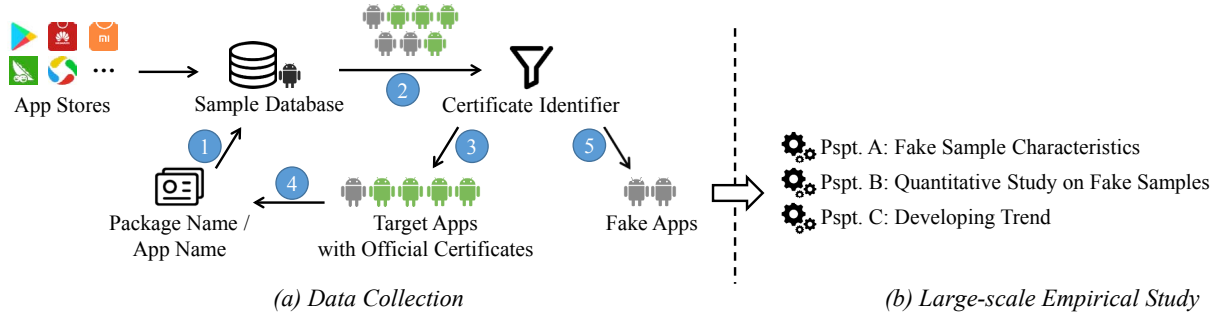 App Stores
Sample Database
2
Certificate Identifier
1
3
5
4
Package Name /
App Name
Target Apps
with Official Certificates
Fake Apps
Pspt. A: Fake Sample Characteristics
Pspt. B: Quantitative Study on Fake Samples
Pspt. C: Developing Trend
(a) Data Collection
(b) Large-scale Empirical Study